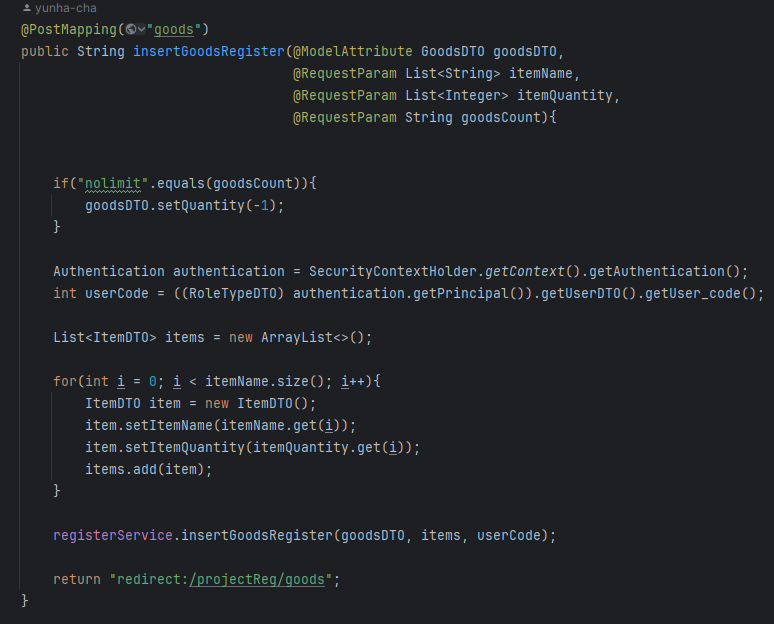 yunha-cha
@PostMapping("goods")
public String insertGoodsRegister(@ModelAttribute GoodsDTO goodsDTO,
                                  @RequestParam List<String> itemName,
                                  @RequestParam List<Integer> itemQuantity,
                                  @RequestParam String goodsCount){
    if("nolimit".equals(goodsCount)){
        goodsDTO.setQuantity(-1);
    }
    Authentication authentication = SecurityContextHolder.getContext().getAuthentication();
    int userCode = ((RoleTypeDTO) authentication.getPrincipal()).getUserDTO().getUser_code();
    List<ItemDTO> items = new ArrayList<>();
    for(int i = 0; i < itemName.size(); i++){
        ItemDTO item = new ItemDTO();
        item.setItemName(itemName.get(i));
        item.setItemQuantity(itemQuantity.get(i));
        items.add(item);
    }
    registerService.insertGoodsRegister(goodsDTO, items, userCode);
    return "redirect:/projectReg/goods";
}